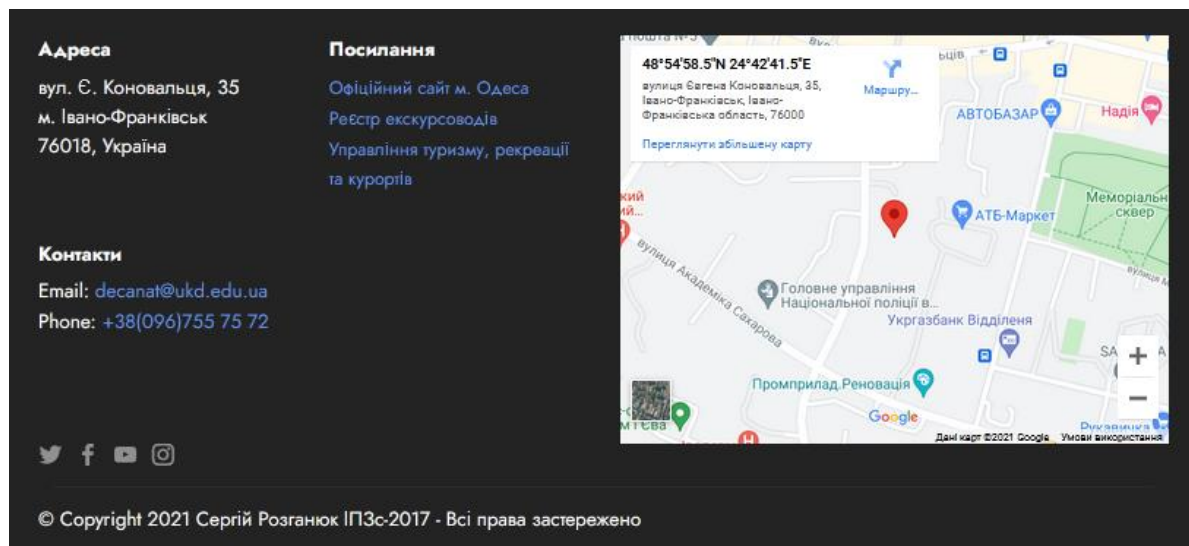 Адреса
вул. Є. Коновальця, 35
м. Івано-Франківськ
76018, Україна
Посилання
Офіційний сайт м. Одеса
Реєстр екскурсоводів
Управління туризму, рекреації
та курортів
Контакти
Email: decanat@ukd.edu.ua
Phone: +38(096)755 75 72
48°54'58.5"N 24°42'41.5"E
вулиця Євгена Коновальця, 35,
Івано-Франківськ, Івано-
Франківська область, 76000
Переглянути збільшену карту
Маршру...
АВТОБАЗАР
Надія
Меморіальн
сквер
АТБ-Маркет
вулиця Академіка Сахарова
Головне управління
Національної поліції в...
Укргазбанк Відділеня
Промприлад.Реновація
Google
Рукавичка
Дані карт ©2021 Google Умови використання
© Copyright 2021 Сергій Розганюк ІПЗс-2017 - Всі права застережено